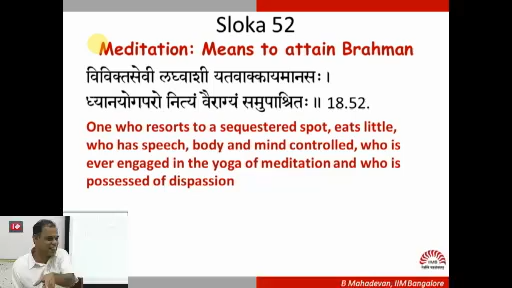 Sloka 52
Meditation: Means to attain Brahman
विविक्तसेवी लघ्वाशी यतवाक्कायमानसः।
ध्यानयोगपरो नित्यं वैराग्यं समुपाश्रितः॥ 18.52.
One who resorts to a sequestered spot, eats little,
who has speech, body and mind controlled, who is
ever engaged in the yoga of meditation and who is
possessed of dispassion
B Mahadevan, IIM Bangalore